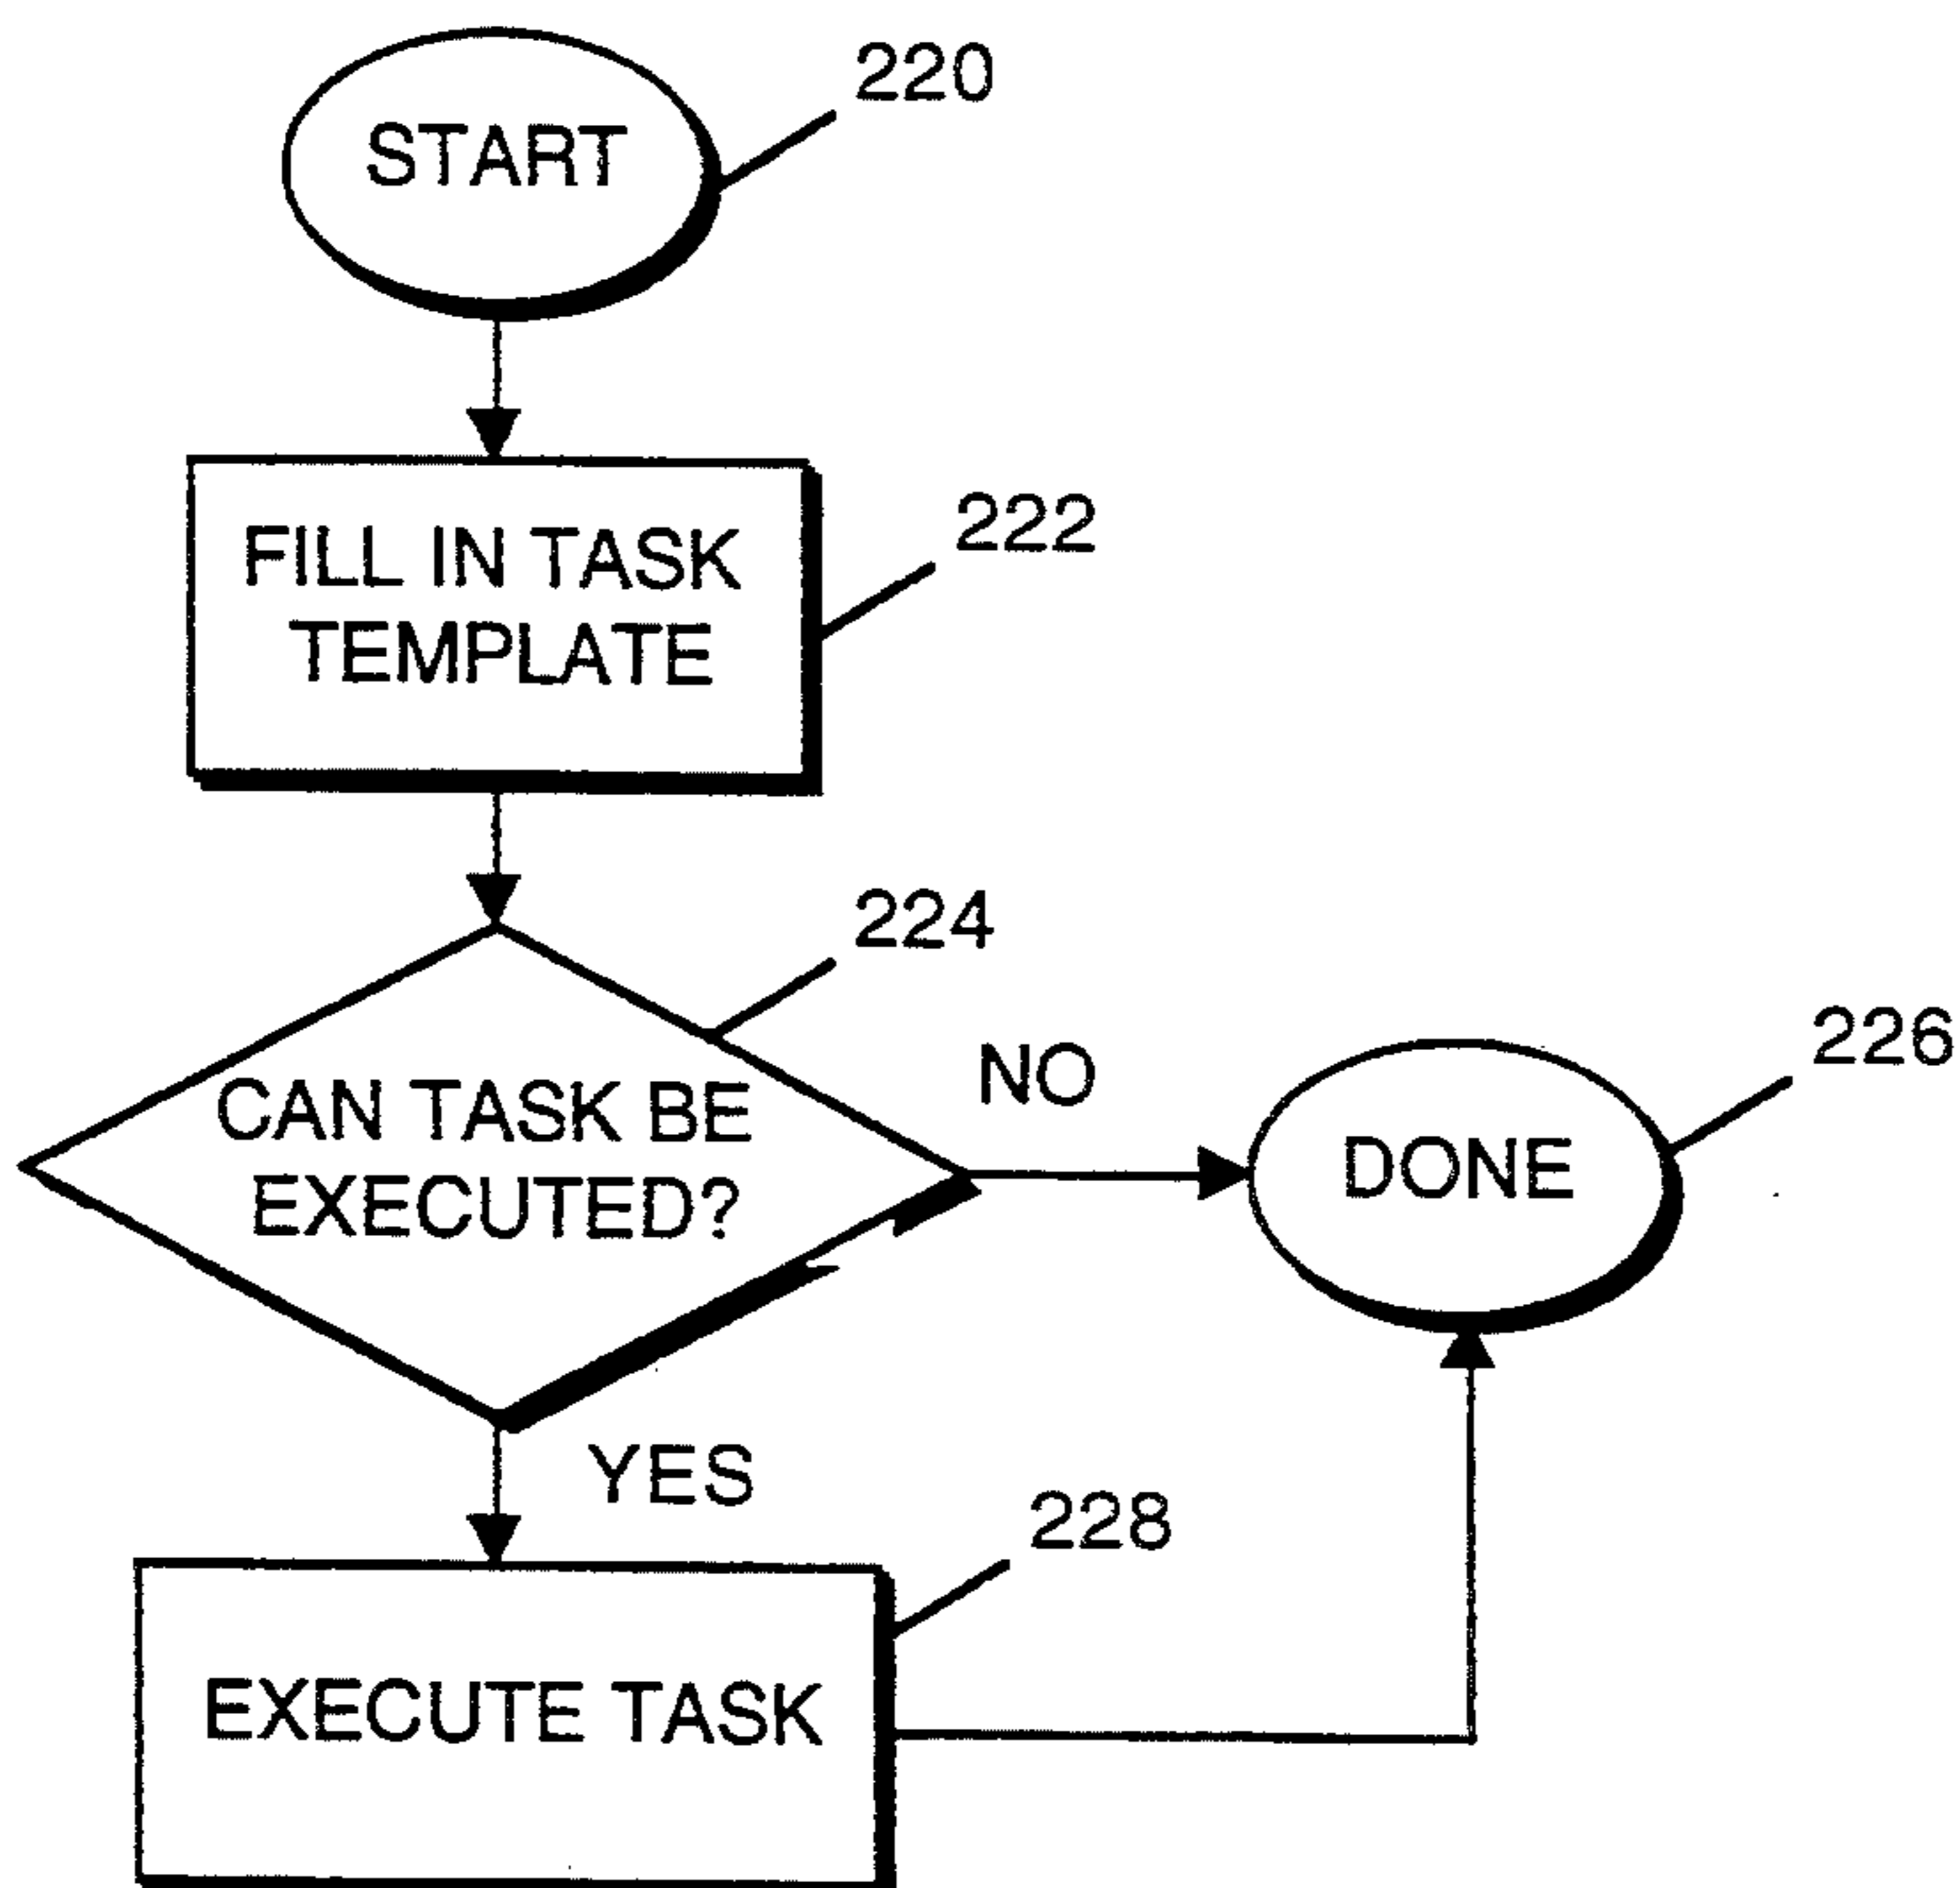 220
START
222
FILL IN TASK
TEMPLATE
224
CAN TASK BE
EXECUTED?
NO
226
DONE
YES
228
EXECUTE TASK